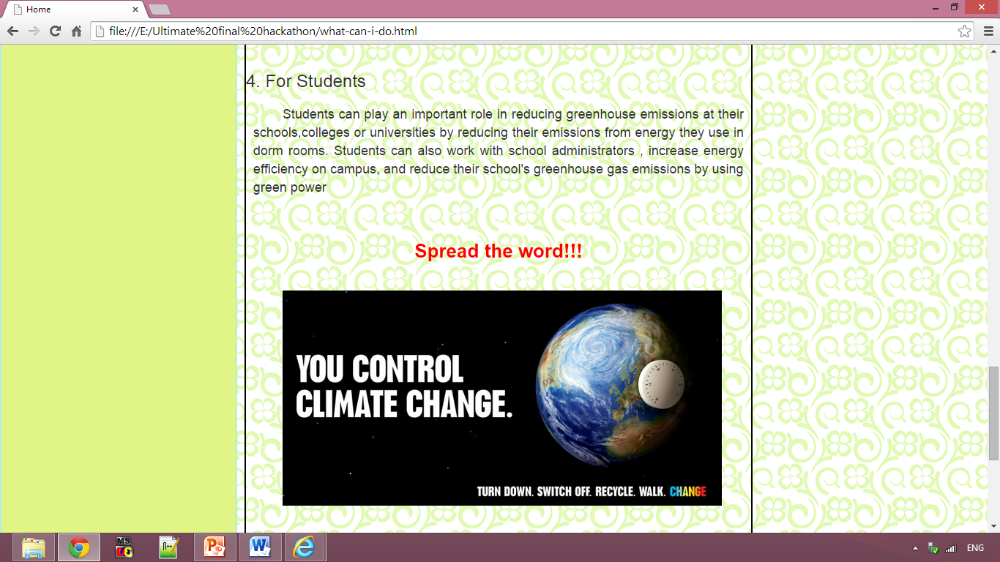 Home
file:///E:/Ultimate%20final%20hackathon/what-can-i-do.html
4. For Students
Students can play an important role in reducing greenhouse emissions at their
schools,colleges or universities by reducing their emissions from energy they use in
dorm rooms. Students can also work with school administrators , increase energy
efficiency on campus, and reduce their school's greenhouse gas emissions by using
green power
Spread the word!!!
YOU CONTROL
CLIMATE CHANGE.
TURN DOWN. SWITCH OFF. RECYCLE. WALK. CHANGE
ENG